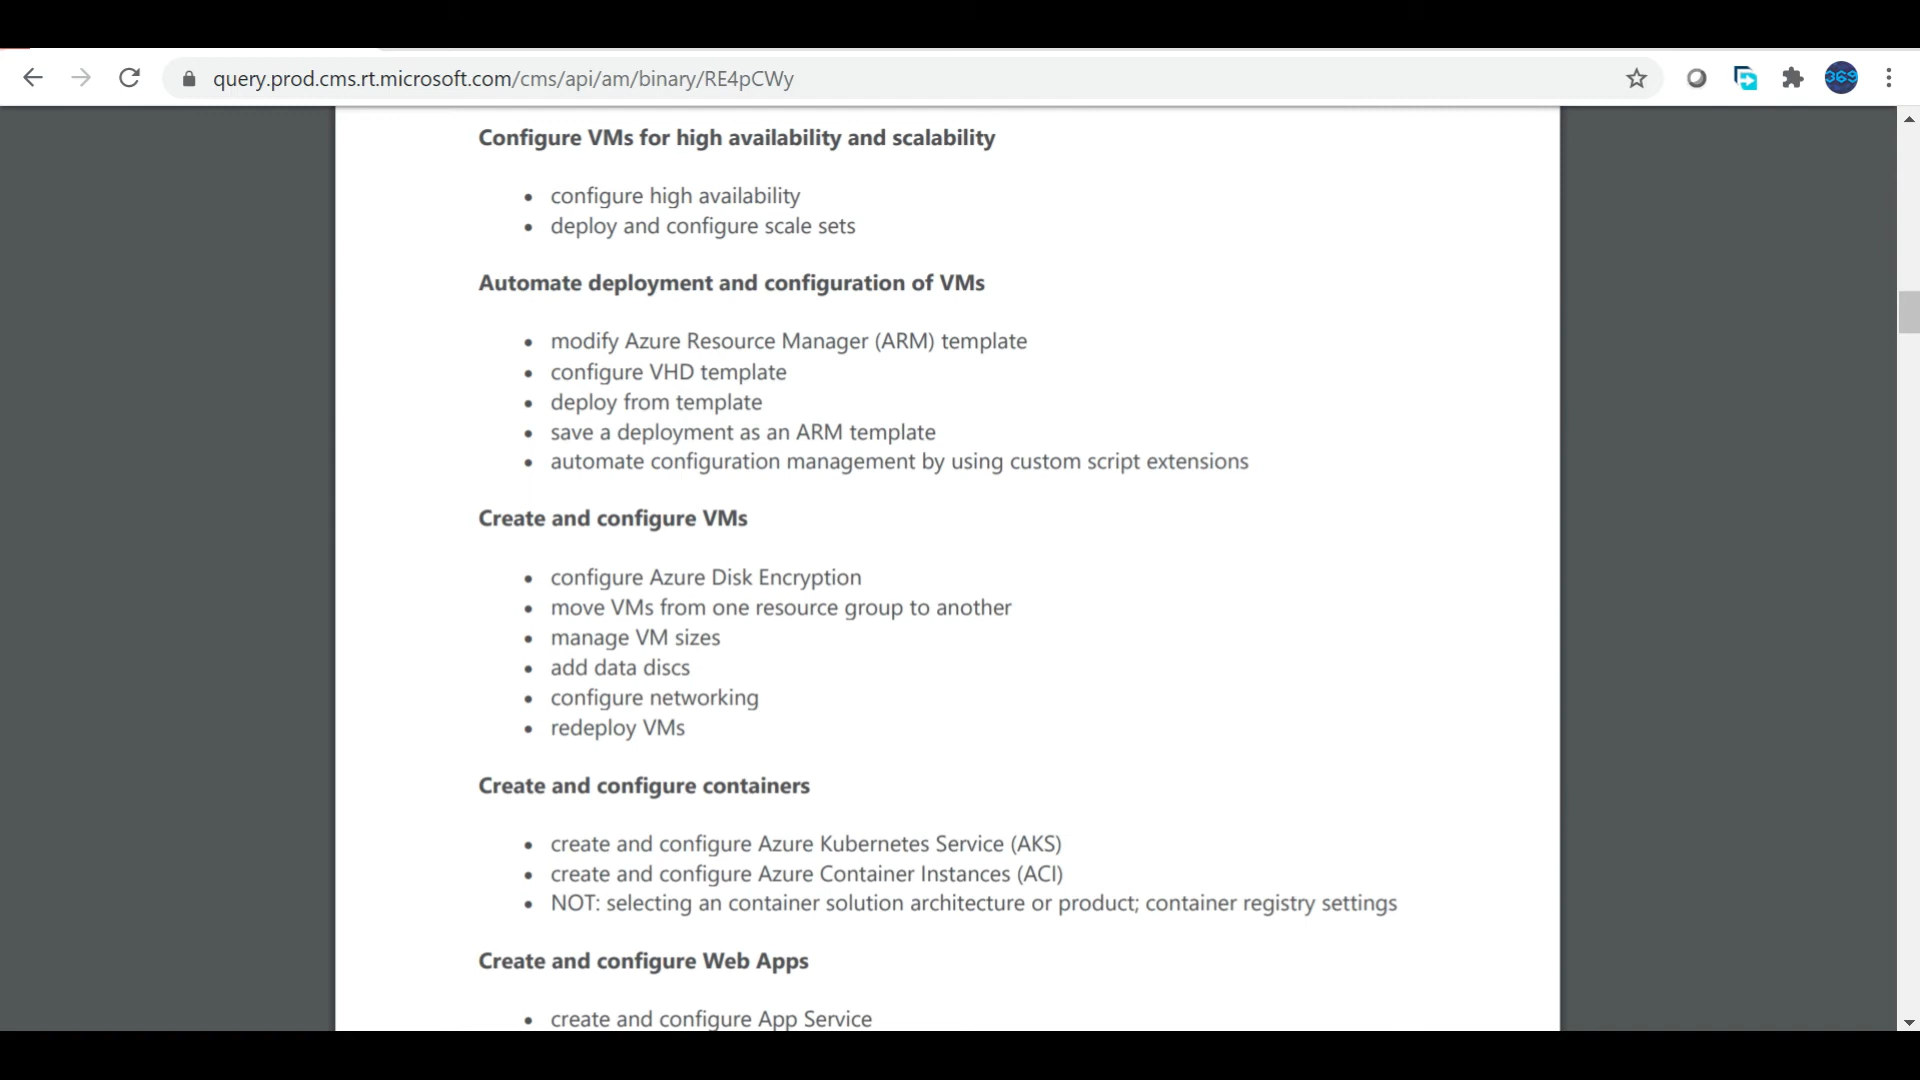 query.prod.cms.rt.microsoft.com/cms/api/am/binary/RE4pCWy
369
Configure VMs for high availability and scalability
• configure high availability
• deploy and configure scale sets
Automate deployment and configuration of VMs
• modify Azure Resource Manager (ARM) template
• configure VHD template
• deploy from template
• save a deployment as an ARM template
• automate configuration management by using custom script extensions
Create and configure VMs
• configure Azure Disk Encryption
• move VMs from one resource group to another
• manage VM sizes
• add data discs
• configure networking
• redeploy VMs
Create and configure containers
• create and configure Azure Kubernetes Service (AKS)
• create and configure Azure Container Instances (ACI)
• NOT: selecting an container solution architecture or product; container registry settings
Create and configure Web Apps
• create and configure App Service